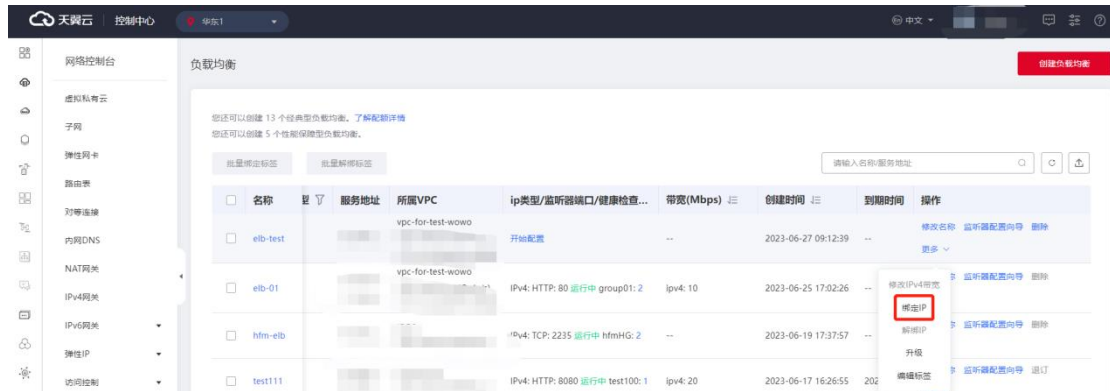 天翼云 控制中心 华东1 中文
网络控制台
虚拟私有云
子网
弹性网卡
路由表
对等连接
内网DNS
NAT网关
IPv4网关
IPv6网关
弹性IP
访问控制
负载均衡 创建负载均衡
您还可以创建 13 个经典型负载均衡。了解配额详情
您还可以创建 5 个性能保障型负载均衡。
批量绑定标签 批量解绑标签 请输入名称/服务地址
名称 型 服务地址 所属VPC ip类型/监听器端口/健康检查... 带宽(Mbps) 创建时间 到期时间 操作
vpc-for-test-wowo
elb-test 开始配置 -- 2023-06-27 09:12:39 -- 修改名称 监听器配置向导 删除
更多
vpc-for-test-wowo
elb-01 IPv4: HTTP: 80 运行中 group01: 2 ipv4: 10 2023-06-25 17:02:26 -- 监听器配置向导 删除
hfm-elb IPv4: TCP: 2235 运行中 hfmHG: 2 -- 2023-06-19 17:37:57 -- 监听器配置向导 删除
test111 IPv4: HTTP: 8080 运行中 test100: 1 ipv4: 20 2023-06-17 16:26:55 202 监听器配置向导 退订
修改IPv4带宽
绑定IP
解绑IP
升级
编辑标签